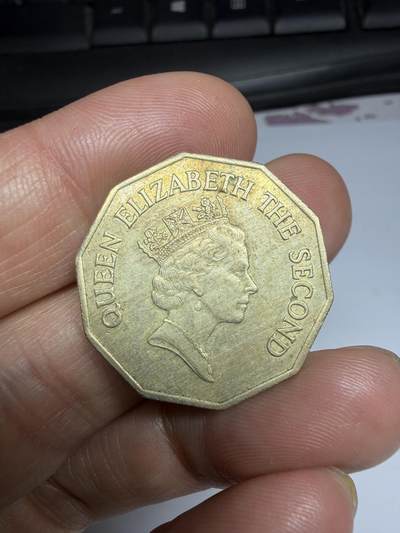 QUEEN ELIZABETH THE SECOND